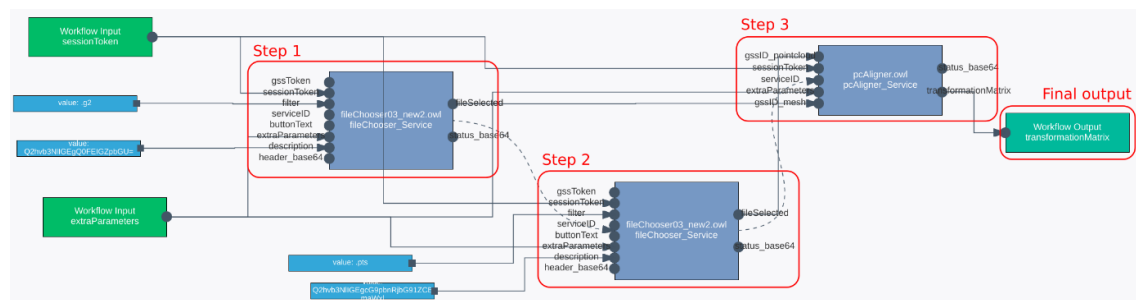 Workflow Input
sessionToken
Step 1
gssToken
sessionToken
filter
serviceID
buttonText
extraParameters
description
header_base64
fileChooser03_new2.owl
fileChooser_Service
fileSelected
status_base64
value: .g2
value:
Workflow Input
extraParameters
Step 2
gssToken
sessionToken
filter
serviceID
buttonText
extraParameters
description
header_base64
fileChooser03_new2.owl
fileChooser_Service
fileSelected
status_base64
value: .pts
Step 3
gssID_pointcloud
sessionToken
serviceID
extraParameters
gssID_mesh
pcAligner.owl
pcAligner_Service
status_base64
transformationMatrix
Final output
Workflow Output
transformationMatrix